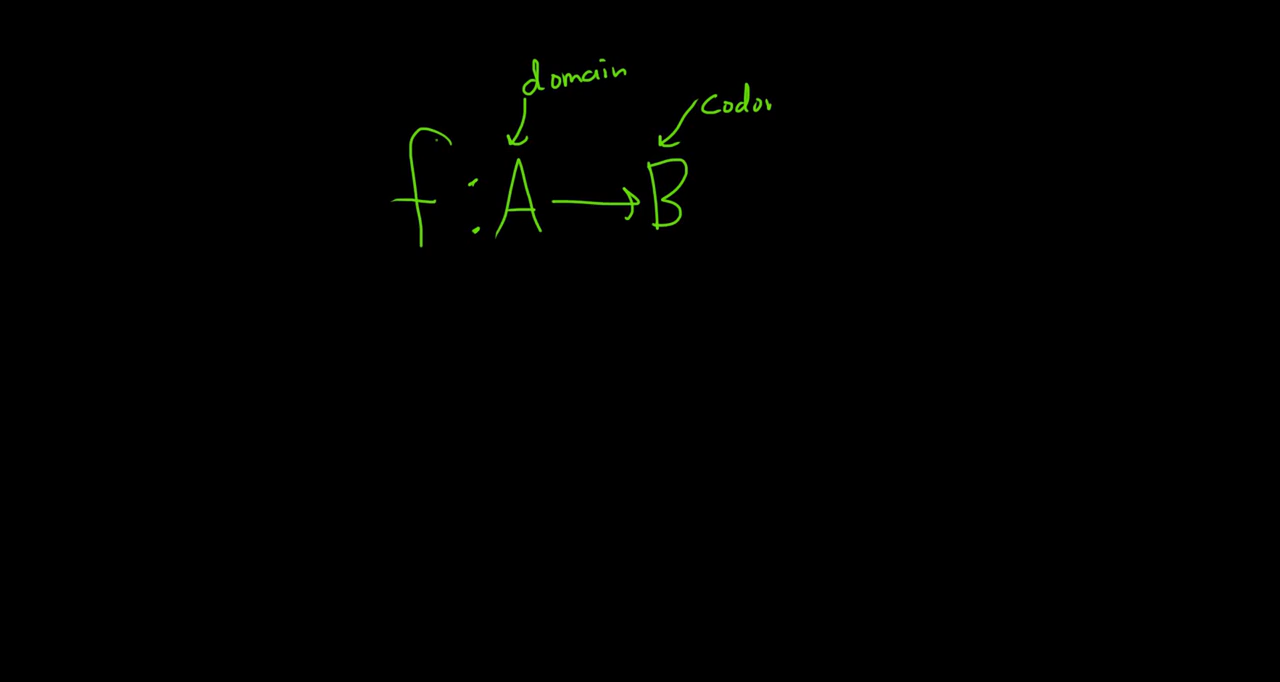 domain
codo
f : A → B